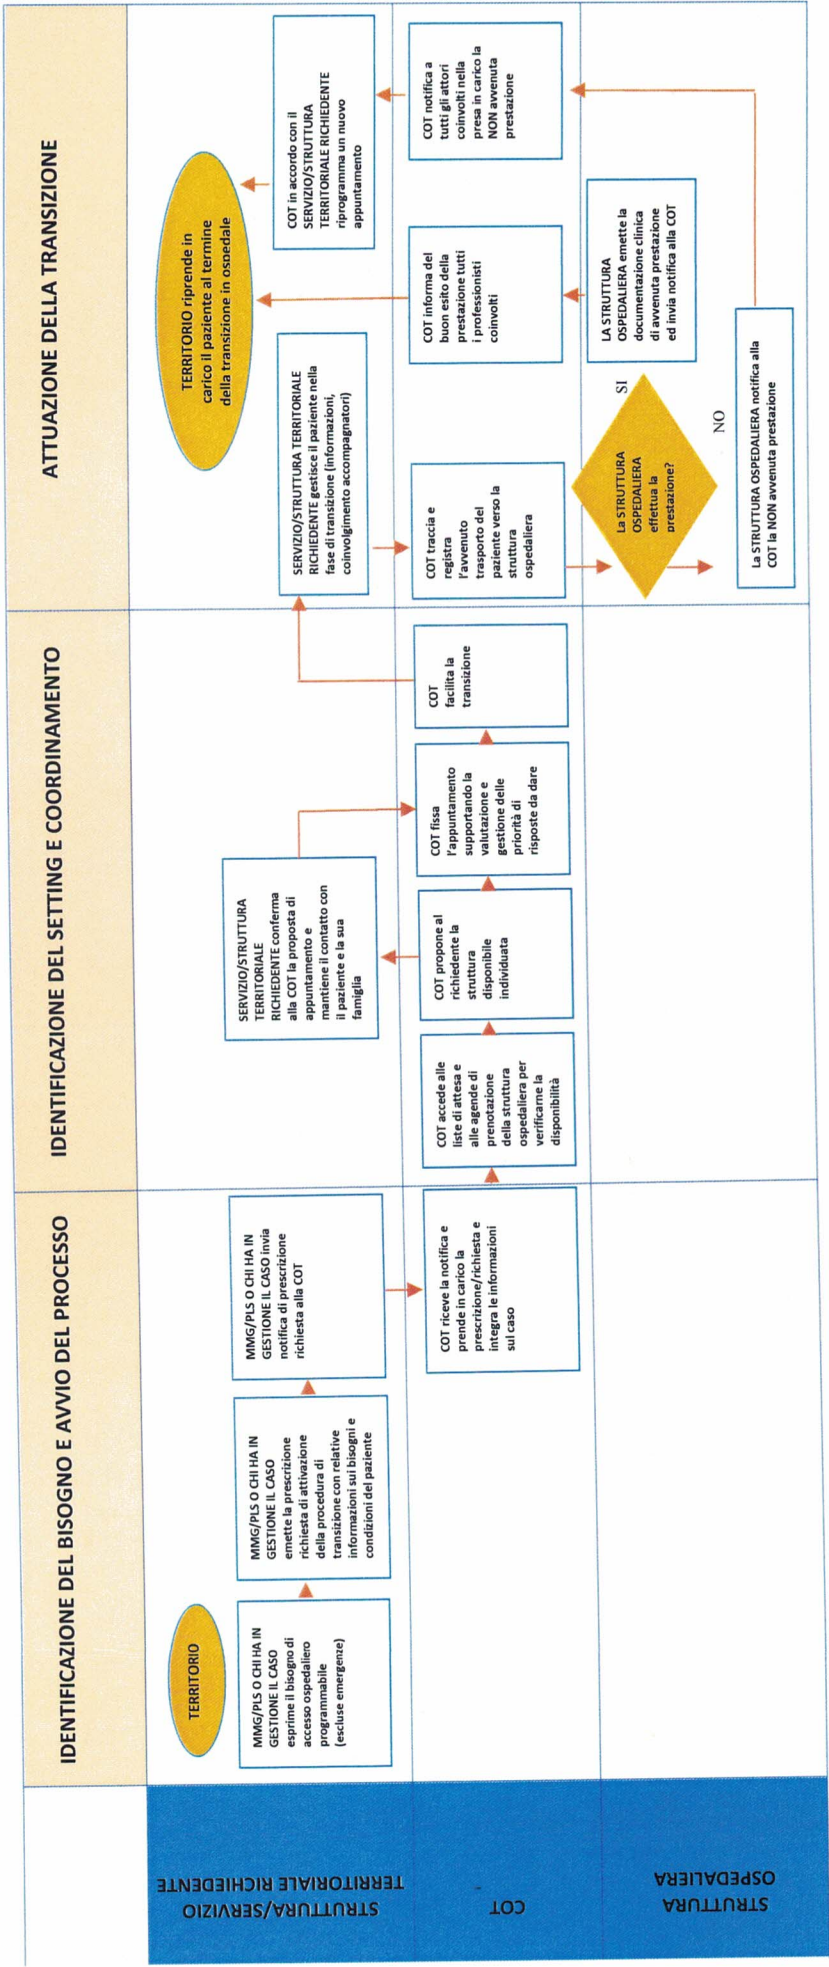 IDENTIFICAZIONE DEL BISOGNO E AVVIO DEL PROCESSO
IDENTIFICAZIONE DEL SETTING E COORDINAMENTO
ATTUAZIONE DELLA TRANSIZIONE
STRUTTURA/SERVIZIO
TERRITORIALE RICHIEDENTE
TERRITORIO
MMG/PLS O CHI HA IN
GESTIONE IL CASO
esprime il bisogno di
accesso ospedaliero
programmabile
(escluse emergenze)
MMG/PLS O CHI HA IN
GESTIONE IL CASO
emette la prescrizione
richiesta di attivazione
della procedura di
transizione con relative
informazioni sui bisogni e
condizioni del paziente
MMG/PLS O CHI HA IN
GESTIONE IL CASO invia
notifica di prescrizione
richiesta alla COT
SERVIZIO/STRUTTURA
TERRITORIALE
RICHIEDENTE conferma
alla COT la proposta di
appuntamento e
mantiene il contatto con
il paziente e la sua
famiglia
SERVIZIO/STRUTTURA TERRITORIALE
RICHIEDENTE gestisce il paziente nella
fase di transizione (informazioni,
coinvolgimento accompagnatori)
TERRITORIO riprende in
carico il paziente al termine
della transizione in ospedale
COT in accordo con il
SERVIZIO/STRUTTURA
TERRITORIALE RICHIEDENTE
riprogramma un nuovo
appuntamento
COT
COT riceve la notifica e
prende in carico la
prescrizione/richiesta e
integra le informazioni
sul caso
COT accede alle
liste di attesa e
alle agende di
prenotazione
della struttura
ospedaliera per
verificarne la
disponibilità
COT propone al
richiedente la
struttura
disponibile
individuata
COT fissa
l'appuntamento
supportando la
valutazione e
gestione delle
priorità di
risposte da dare
COT
facilita la
transizione
COT traccia e
registra
l'avvenuto
trasporto del
paziente verso la
struttura
ospedaliera
COT informa del
buon esito della
prestazione tutti
i professionisti
coinvolti
COT notifica a
tutti gli attori
coinvolti nella
presa in carico la
NON avvenuta
prestazione
STRUTTURA
OSPEDALIERA
La STRUTTURA
OSPEDALIERA
effettua la
prestazione?
SI
NO
LA STRUTTURA
OSPEDALIERA emette la
documentazione clinica
di avvenuta prestazione
ed invia notifica alla COT
La STRUTTURA OSPEDALIERA notifica alla
COT la NON avvenuta prestazione